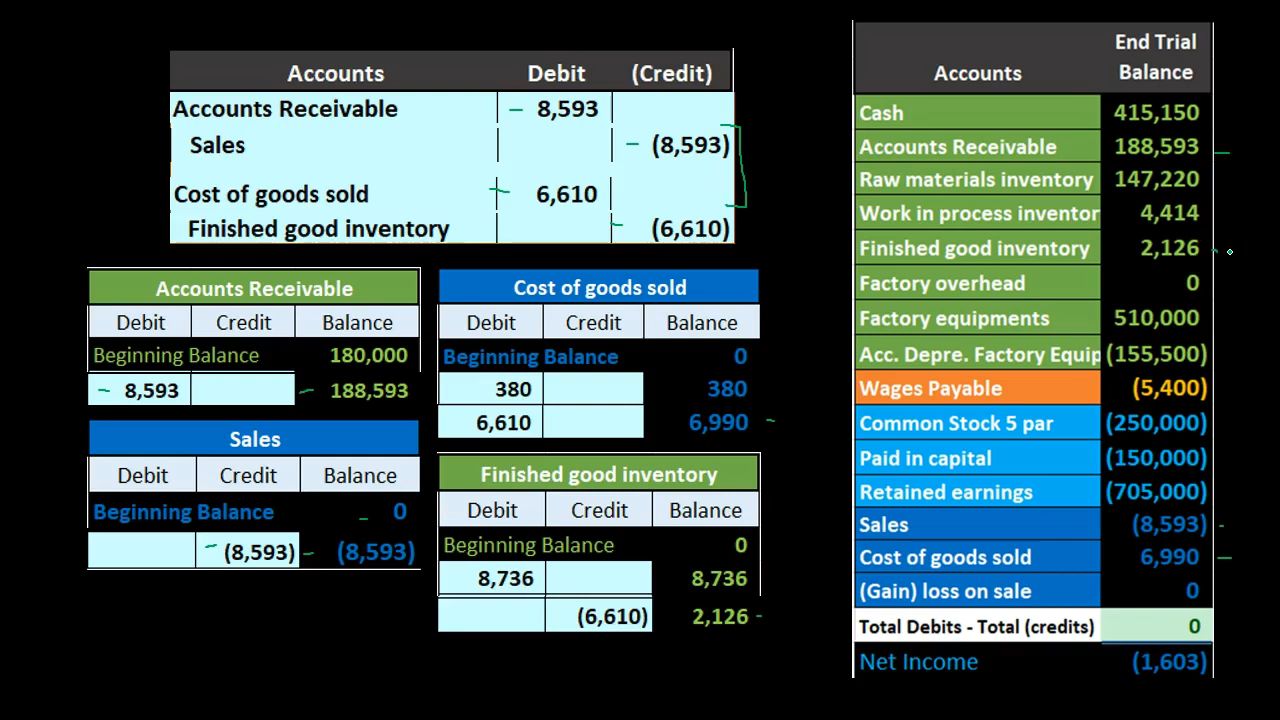 Accounts Debit (Credit)
Accounts Receivable 8,593
Sales (8,593)
Cost of goods sold 6,610
Finished good inventory (6,610)
Accounts Receivable
Debit Credit Balance
Beginning Balance 180,000
8,593 188,593
Sales
Debit Credit Balance
Beginning Balance 0
(8,593) (8,593)
Cost of goods sold
Debit Credit Balance
Beginning Balance 0
380 380
6,610 6,990
Finished good inventory
Debit Credit Balance
Beginning Balance 0
8,736 8,736
(6,610) 2,126
End Trial
Accounts Balance
Cash 415,150
Accounts Receivable 188,593
Raw materials inventory 147,220
Work in process inventor 4,414
Finished good inventory 2,126
Factory overhead 0
Factory equipments 510,000
Acc. Depre. Factory Equip (155,500)
Wages Payable (5,400)
Common Stock 5 par (250,000)
Paid in capital (150,000)
Retained earnings (705,000)
Sales (8,593)
Cost of goods sold 6,990
(Gain) loss on sale 0
Total Debits - Total (credits) 0
Net Income (1,603)